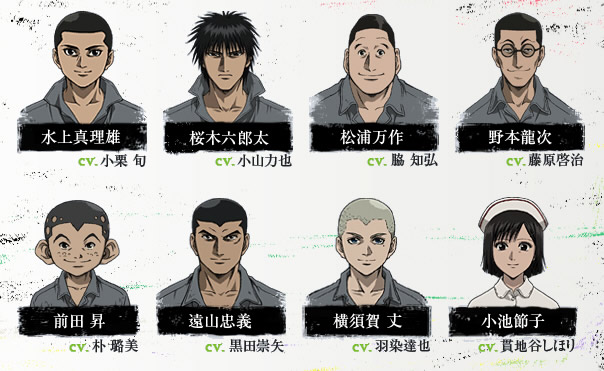 水上真理雄
cv. 小栗 旬
桜木六郎太
cv. 小山力也
松浦万作
cv. 脇 知弘
野本龍次
cv. 藤原啓治
前田 昇
cv. 朴 璐美
遠山忠義
cv. 黒田崇矢
横須賀 丈
cv. 羽染達也
小池節子
cv. 貫地谷しほり